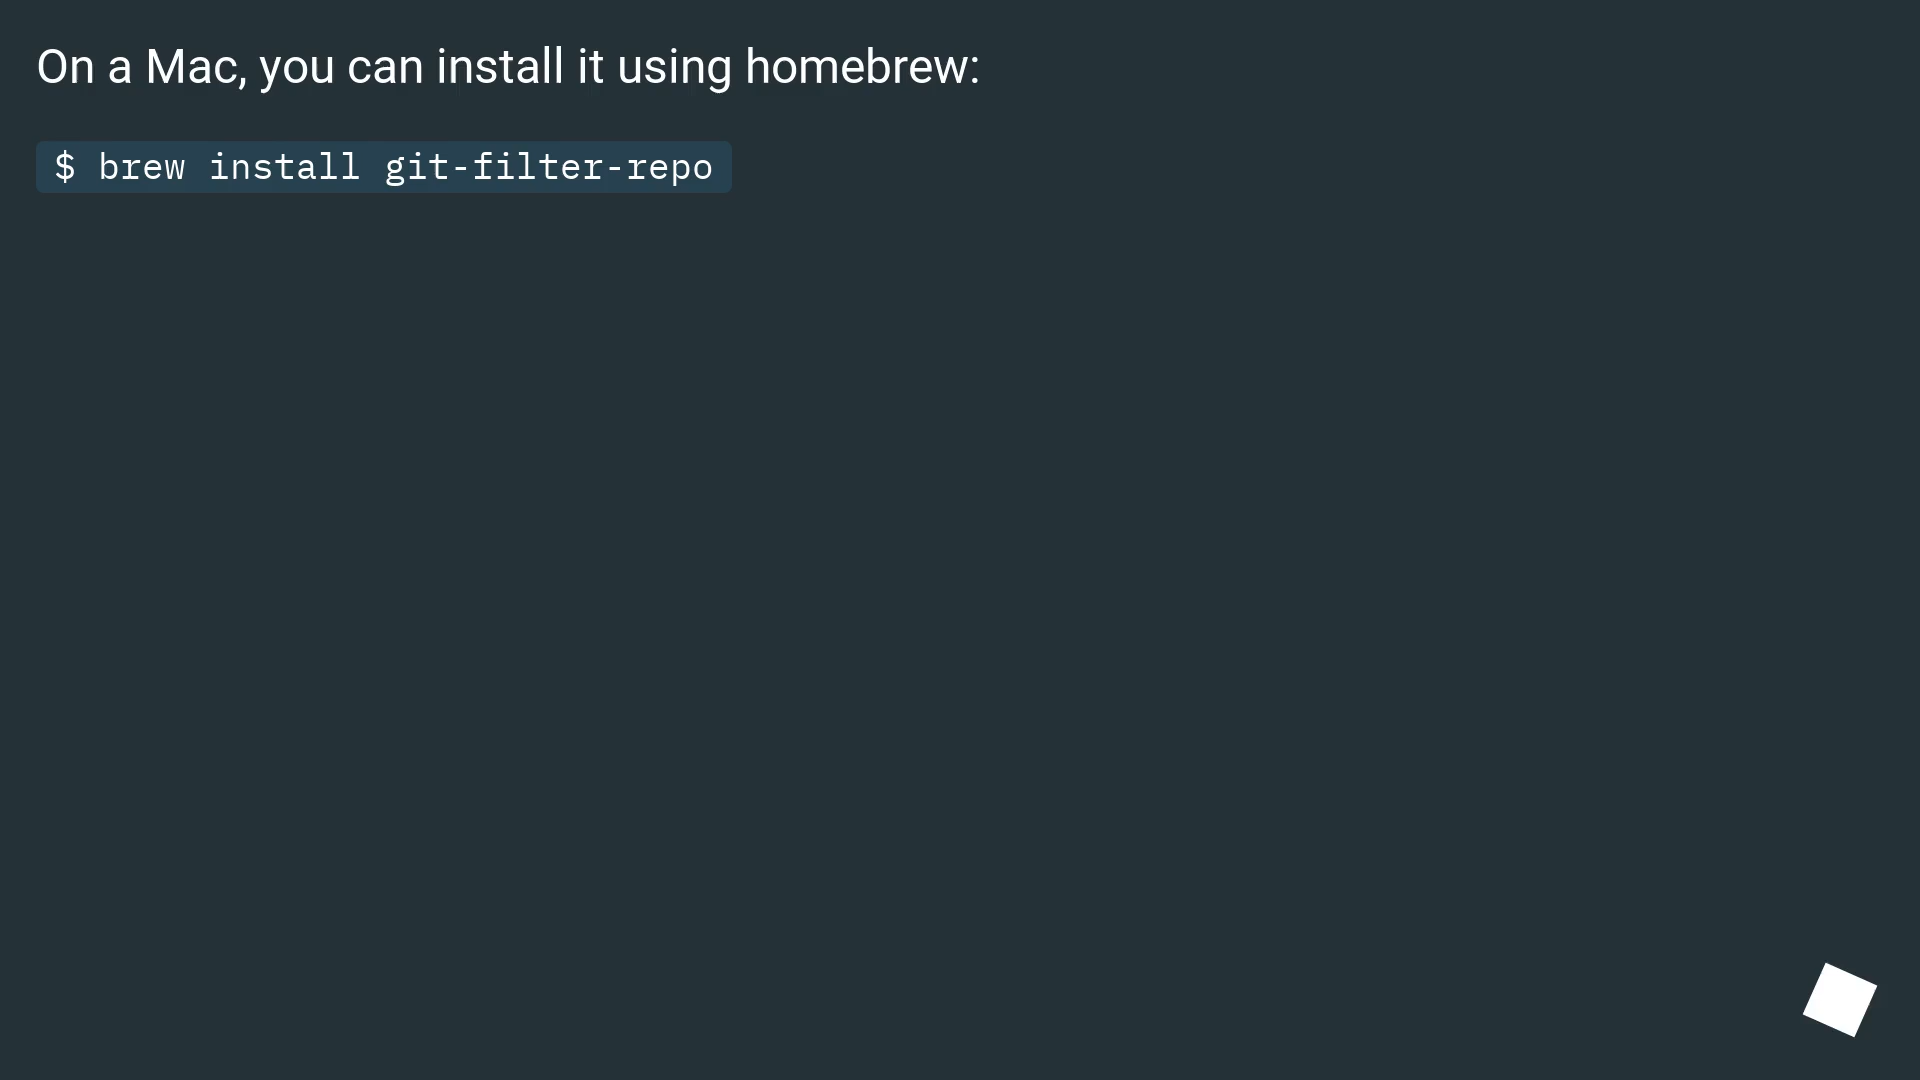 On a Mac, you can install it using homebrew:
$ brew install git-filter-repo